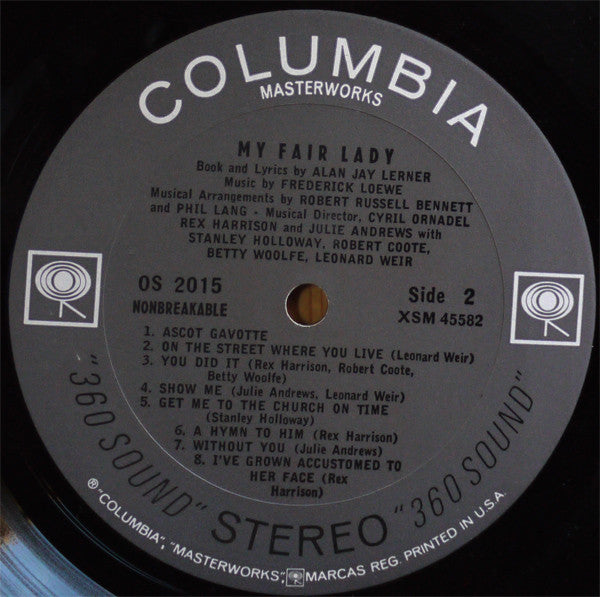 COLUMBIA
MASTERWORKS
MY FAIR LADY
Book and Lyrics by ALAN JAY LERNER
Music by FREDERICK LOEWE
Musical Arrangements by ROBERT RUSSELL BENNETT
and PHIL LANG - Musical Director, CYRIL ORNADEL
REX HARRISON and JULIE ANDREWS with
STANLEY HOLLOWAY, ROBERT COOTE,
BETTY WOOLFE, LEONARD WEIR
OS 2015
NONBREAKABLE
Side 2
XSM 45582
1. ASCOT GAVOTTE
2. ON THE STREET WHERE YOU LIVE (Leonard Weir)
3. YOU DID IT (Rex Harrison, Robert Coote,
Betty Woolfe)
4. SHOW ME (Julie Andrews, Leonard Weir)
5. GET ME TO THE CHURCH ON TIME
(Stanley Holloway)
6. A HYMN TO HIM (Rex Harrison)
7. WITHOUT YOU (Julie Andrews)
8. I'VE GROWN ACCUSTOMED TO
HER FACE (Rex
Harrison)
"360 SOUND" STEREO "360 SOUND"
® "COLUMBIA", "MASTERWORKS", MARCAS REG. PRINTED IN U.S.A.